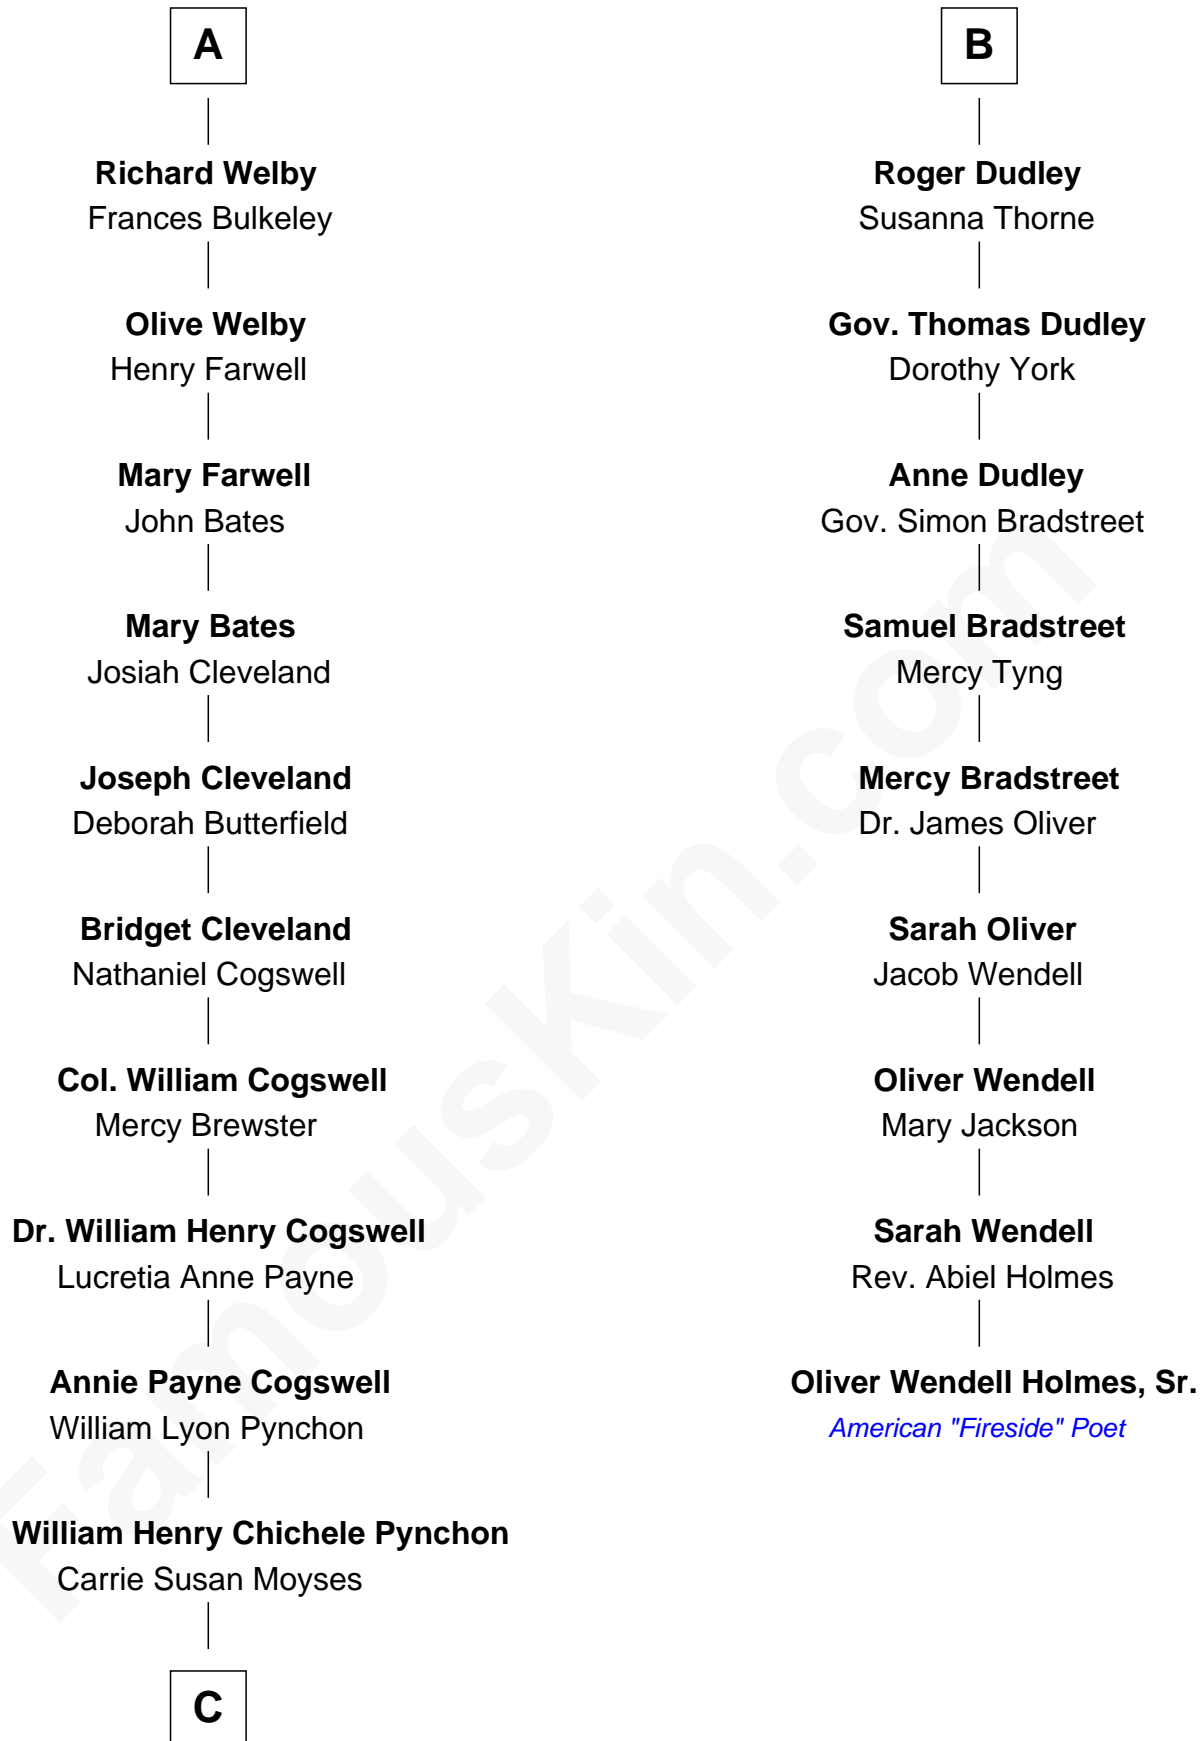 A
Richard Welby
Frances Bulkeley
Olive Welby
Henry Farwell
Mary Farwell
John Bates
Mary Bates
Josiah Cleveland
Joseph Cleveland
Deborah Butterfield
Bridget Cleveland
Nathaniel Cogswell
Col. William Cogswell
Mercy Brewster
Dr. William Henry Cogswell
Lucretia Anne Payne
Annie Payne Cogswell
William Lyon Pynchon
William Henry Chichele Pynchon
Carrie Susan Moyses
C
B
Roger Dudley
Susanna Thorne
Gov. Thomas Dudley
Dorothy York
Anne Dudley
Gov. Simon Bradstreet
Samuel Bradstreet
Mercy Tyng
Mercy Bradstreet
Dr. James Oliver
Sarah Oliver
Jacob Wendell
Oliver Wendell
Mary Jackson
Sarah Wendell
Rev. Abiel Holmes
Oliver Wendell Holmes, Sr.
American "Fireside" Poet
FamousKin.com